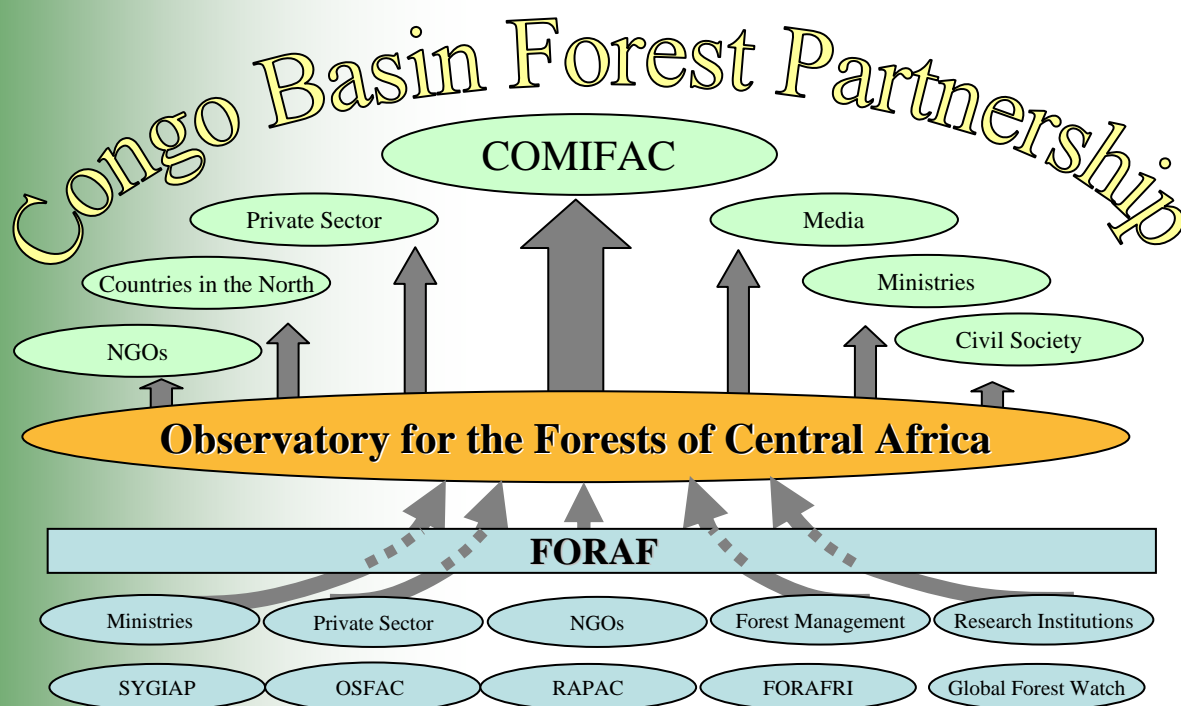 Congo Basin Forest Partnership
COMIFAC
Private Sector
Media
Countries in the North
Ministries
NGOs
Civil Society
Observatory for the Forests of Central Africa
FORAF
Ministries
Private Sector
NGOs
Forest Management
Research Institutions
SYGIAP
OSFAC
RAPAC
FORAFRI
Global Forest Watch